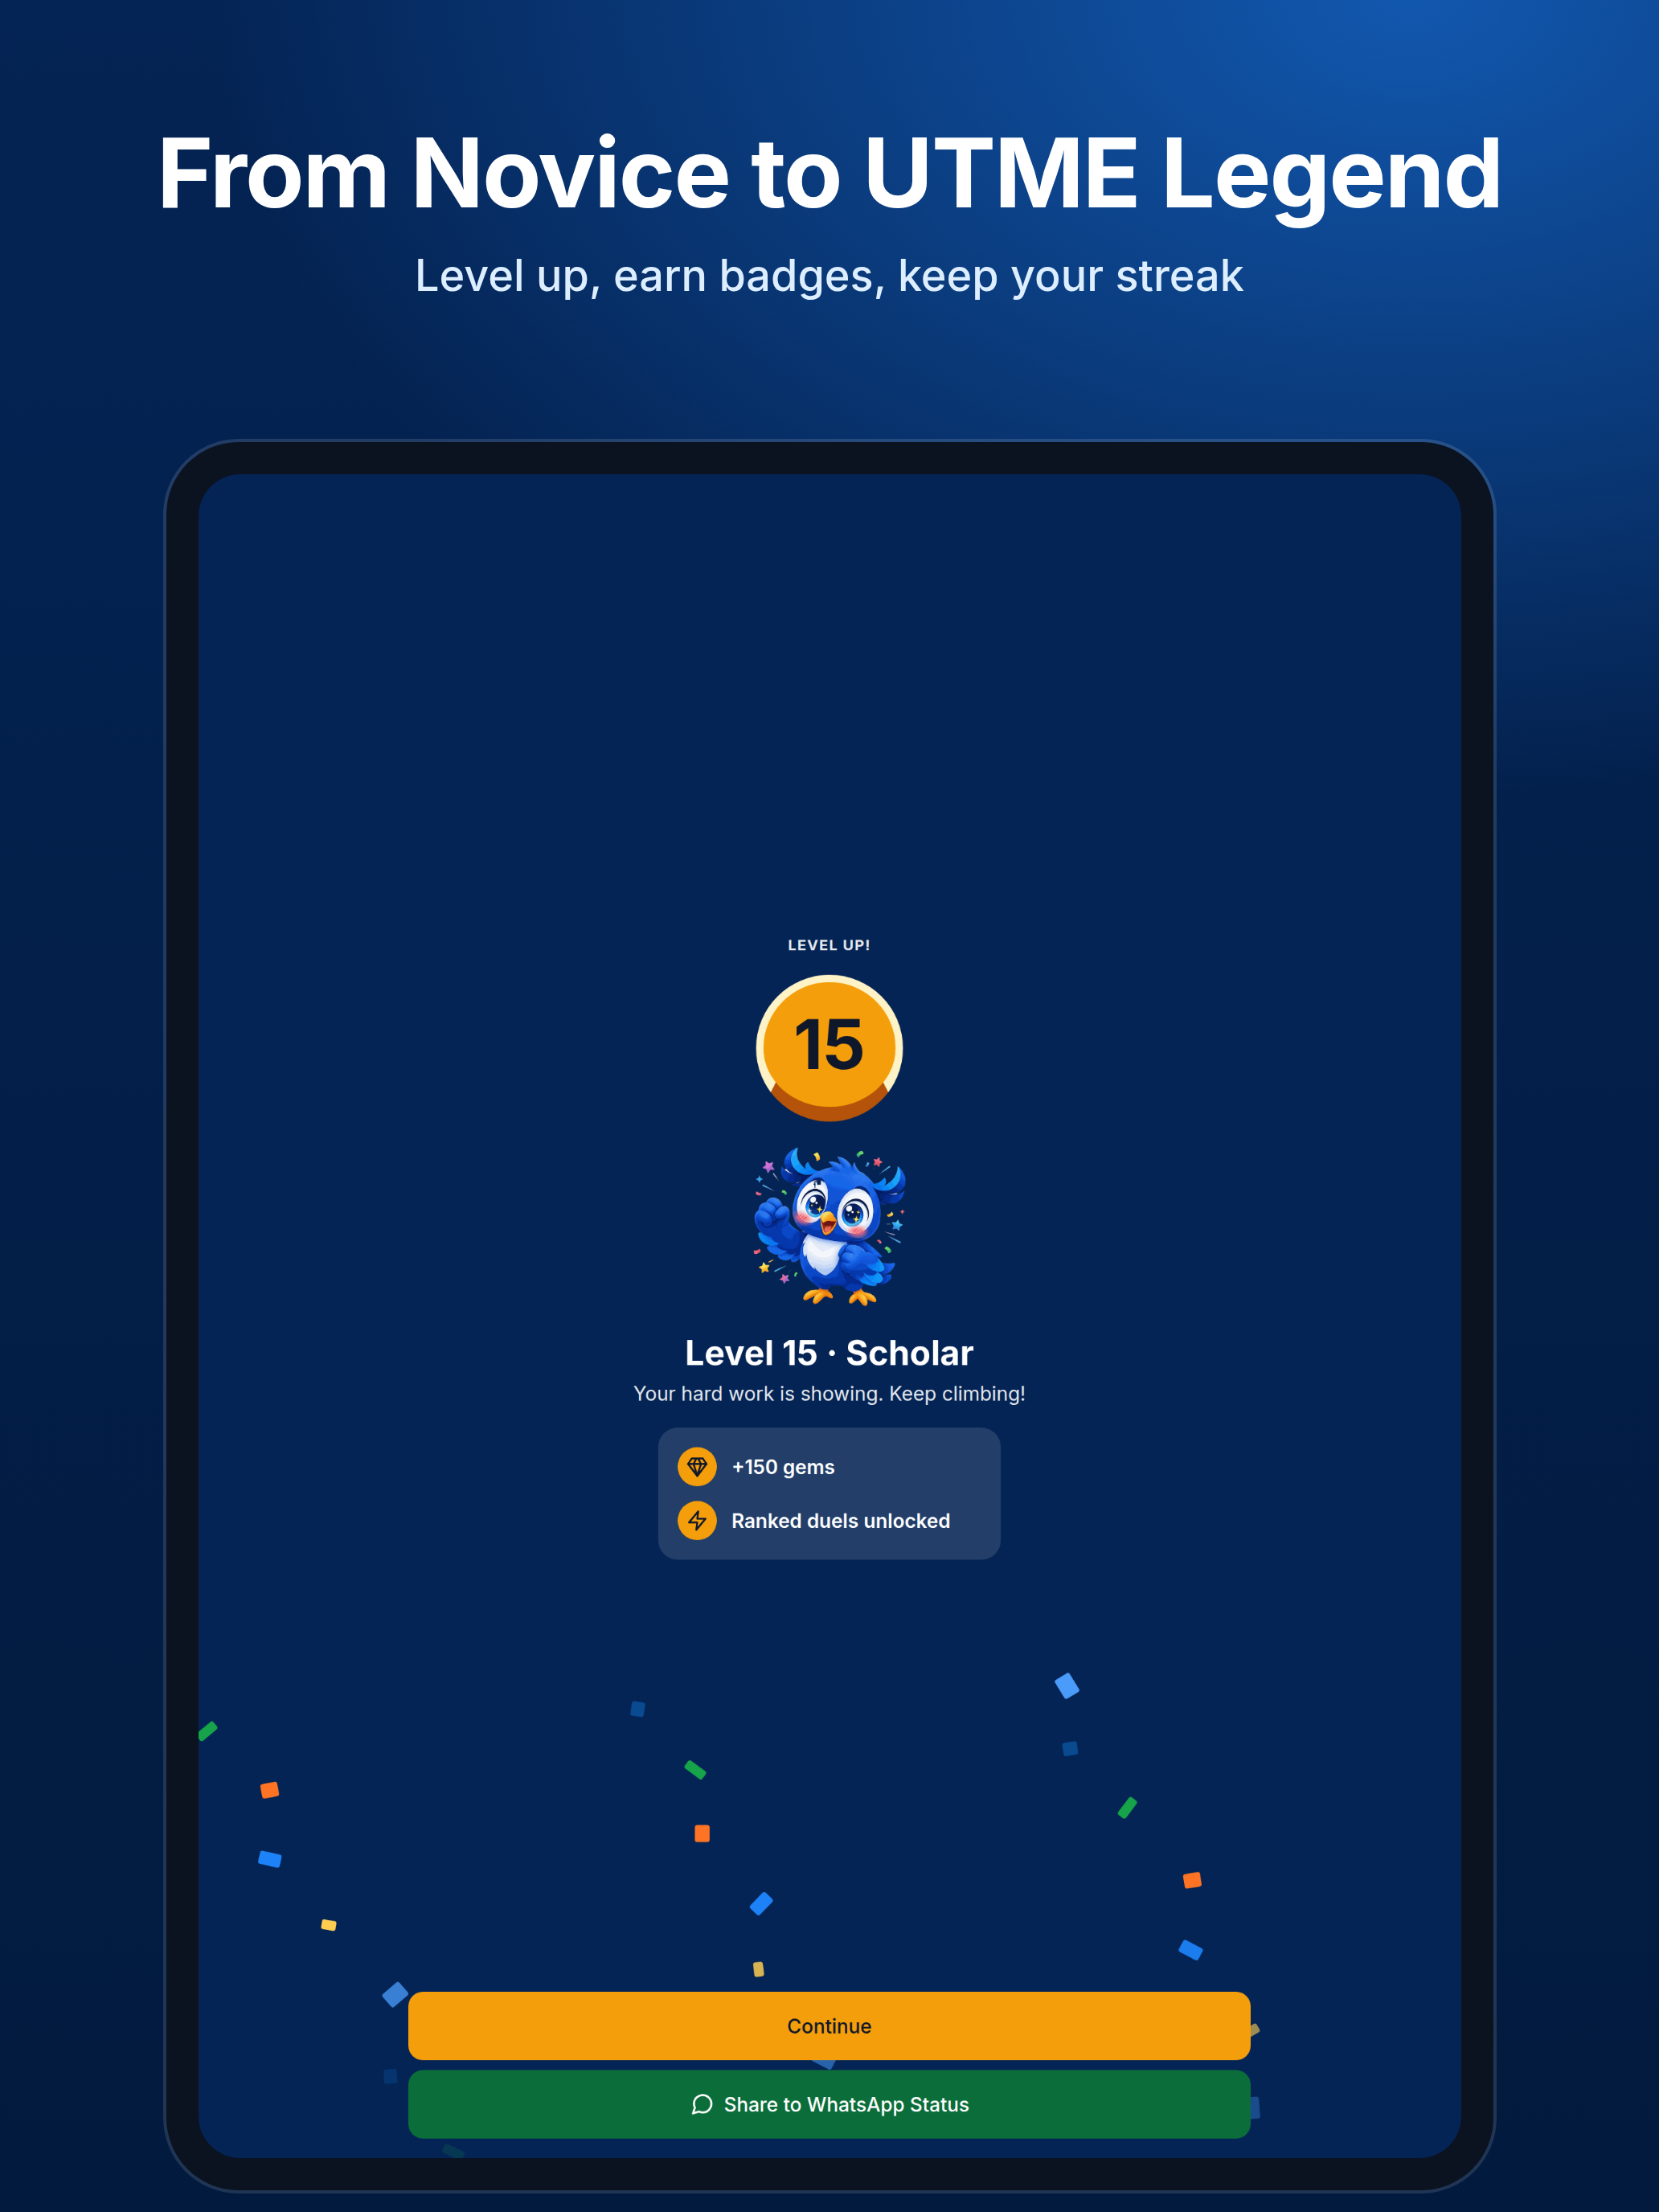 From Novice to UTME Legend
Level up, earn badges, keep your streak
LEVEL UP!
15
Level 15 · Scholar
Your hard work is showing. Keep climbing!
+150 gems
Ranked duels unlocked
Continue
Share to WhatsApp Status